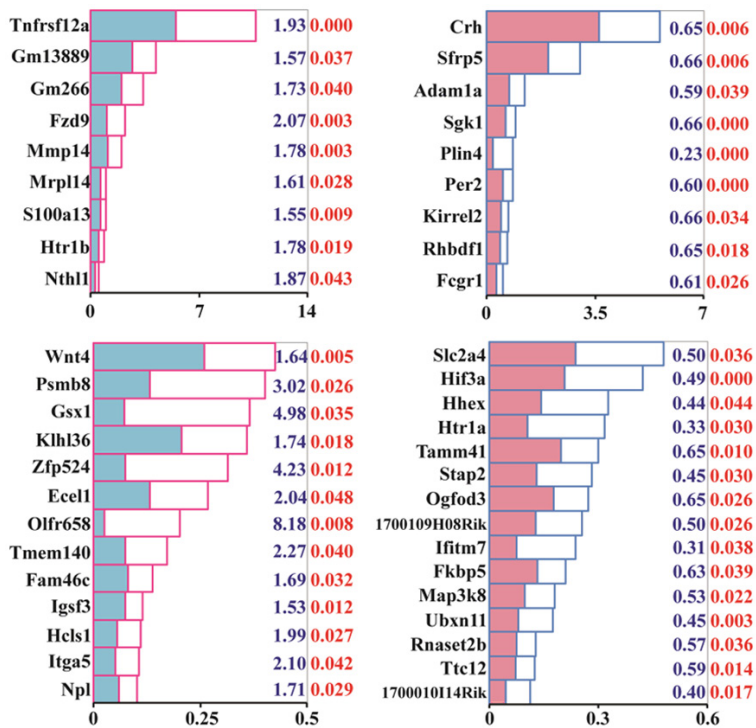 Tnfrsf12a 1.93 0.000
Gm13889 1.57 0.037
Gm266 1.73 0.040
Fzd9 2.07 0.003
Mmp14 1.78 0.003
Mrpl14 1.61 0.028
S100a13 1.55 0.009
Htr1b 1.78 0.019
Nthl1 1.87 0.043
0 7 14
Crh 0.65 0.006
Sfrp5 0.66 0.006
Adam1a 0.59 0.039
Sgk1 0.66 0.000
Plin4 0.23 0.000
Per2 0.60 0.000
Kirrel2 0.66 0.034
Rhbdf1 0.65 0.018
Fcgr1 0.61 0.026
0 3.5 7
Wnt4 1.64 0.005
Psmb8 3.02 0.026
Gsx1 4.98 0.035
Klhl36 1.74 0.018
Zfp524 4.23 0.012
Ecel1 2.04 0.048
Olfr658 8.18 0.008
Tmem140 2.27 0.040
Fam46c 1.69 0.032
Igsf3 1.53 0.012
Hcls1 1.99 0.027
Itga5 2.10 0.042
Npl 1.71 0.029
0 0.25 0.5
Slc2a4 0.50 0.036
Hif3a 0.49 0.000
Hhex 0.44 0.044
Htr1a 0.33 0.030
Tamm41 0.65 0.010
Stap2 0.45 0.030
Ogfod3 0.65 0.026
1700109H08Rik 0.50 0.026
Ifitm7 0.31 0.038
Fkbp5 0.63 0.039
Map3k8 0.53 0.022
Ubxn11 0.45 0.003
Rnaset2b 0.57 0.036
Ttc12 0.59 0.014
1700010I14Rik 0.40 0.017
0 0.3 0.6